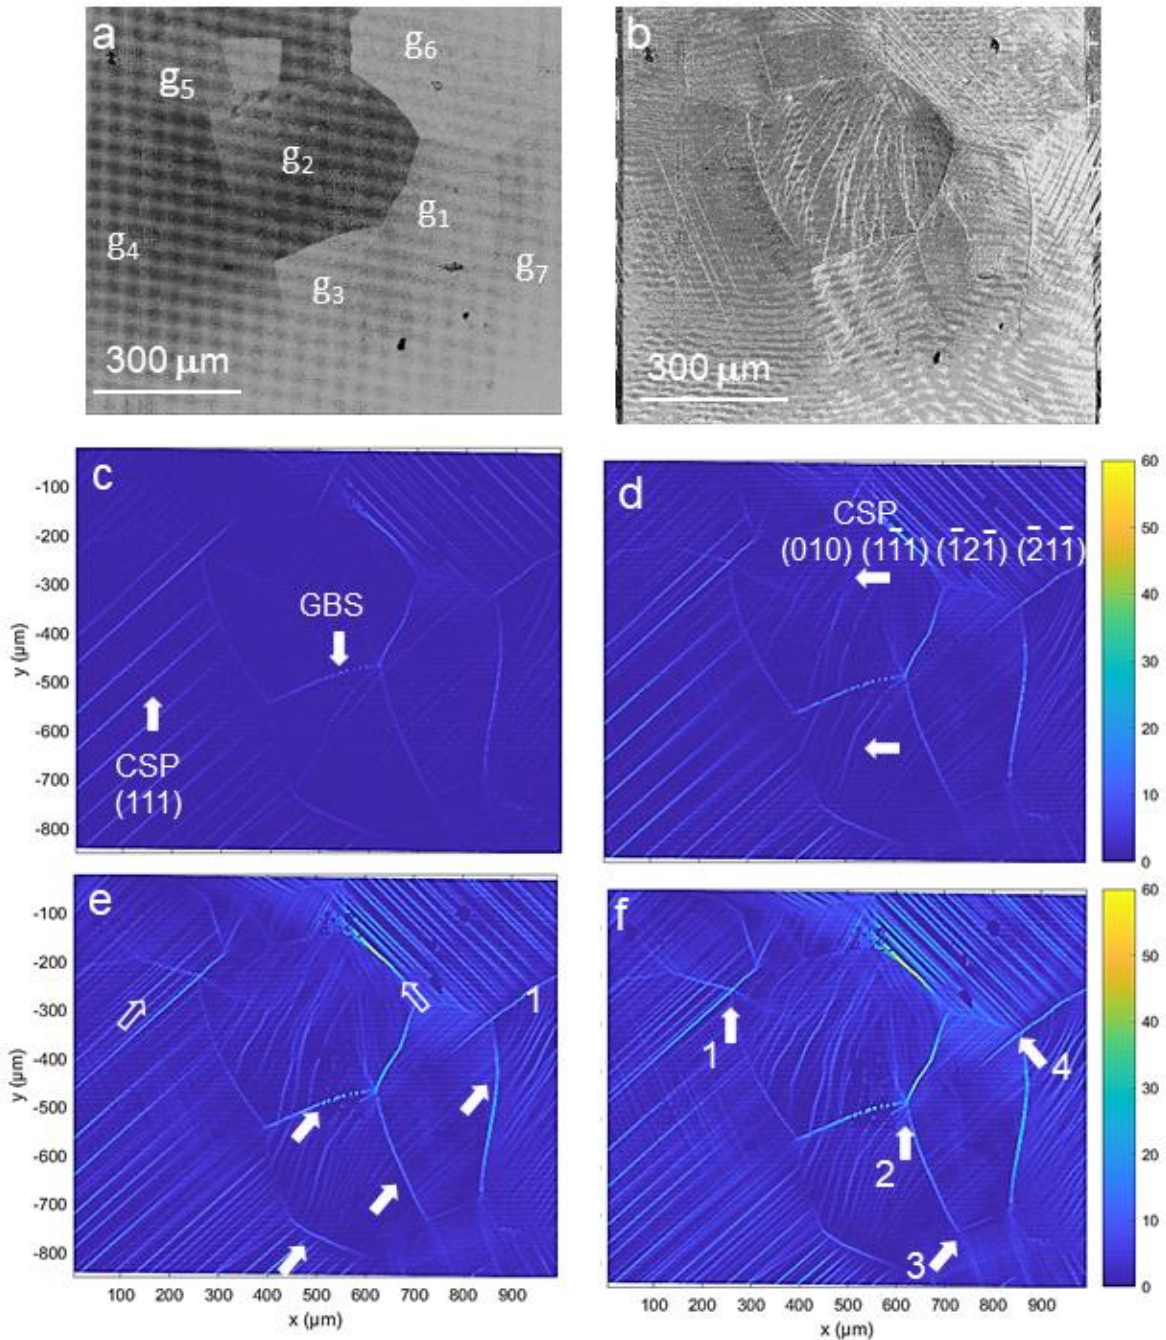 a
g₆
g₅
g₂
g₁
g₄
g₇
g₃
300 μm
b
300 μm
c
GBS
CSP
(111)
y (μm)
-100
-200
-300
-400
-500
-600
-700
-800
d
CSP
(010) (11̅1) (1̅21̅) (2̅11̅)
60
50
40
30
20
10
0
e
1
y (μm)
-100
-200
-300
-400
-500
-600
-700
-800
100 200 300 400 500 600 700 800 900
x (μm)
f
1
4
2
3
60
50
40
30
20
10
0
100 200 300 400 500 600 700 800 900
x (μm)